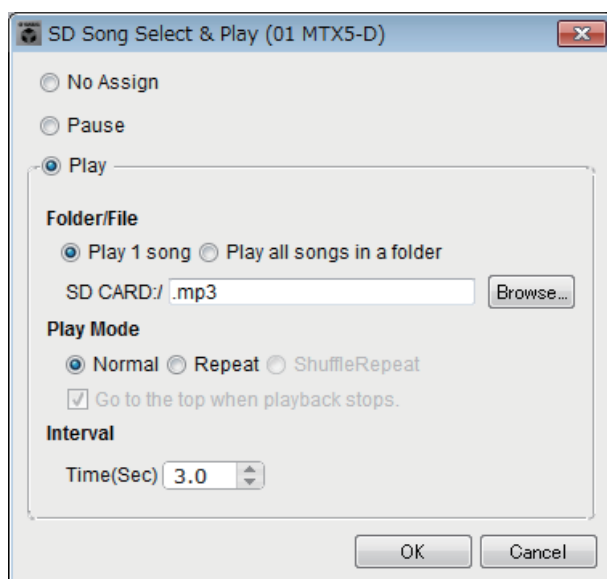 SD Song Select & Play (01 MTX5-D)
No Assign
Pause
Play
Folder/File
Play 1 song Play all songs in a folder
SD CARD:/ .mp3 Browse...
Play Mode
Normal Repeat ShuffleRepeat
Go to the top when playback stops.
Interval
Time(Sec) 3.0
OK Cancel